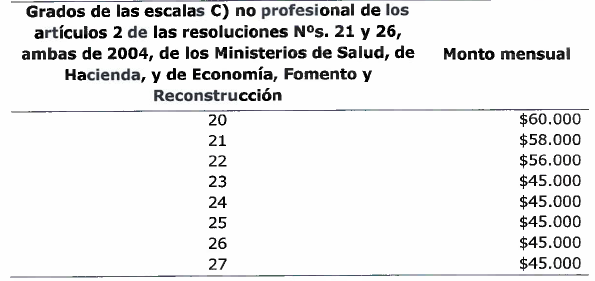 Grados de las escalas C) no profesional de los
artículos 2 de las resoluciones Nºs. 21 y 26,
ambas de 2004, de los Ministerios de Salud, de
Hacienda, y de Economía, Fomento y
Reconstrucción
Monto mensual
20 $60.000
21 $58.000
22 $56.000
23 $45.000
24 $45.000
25 $45.000
26 $45.000
27 $45.000